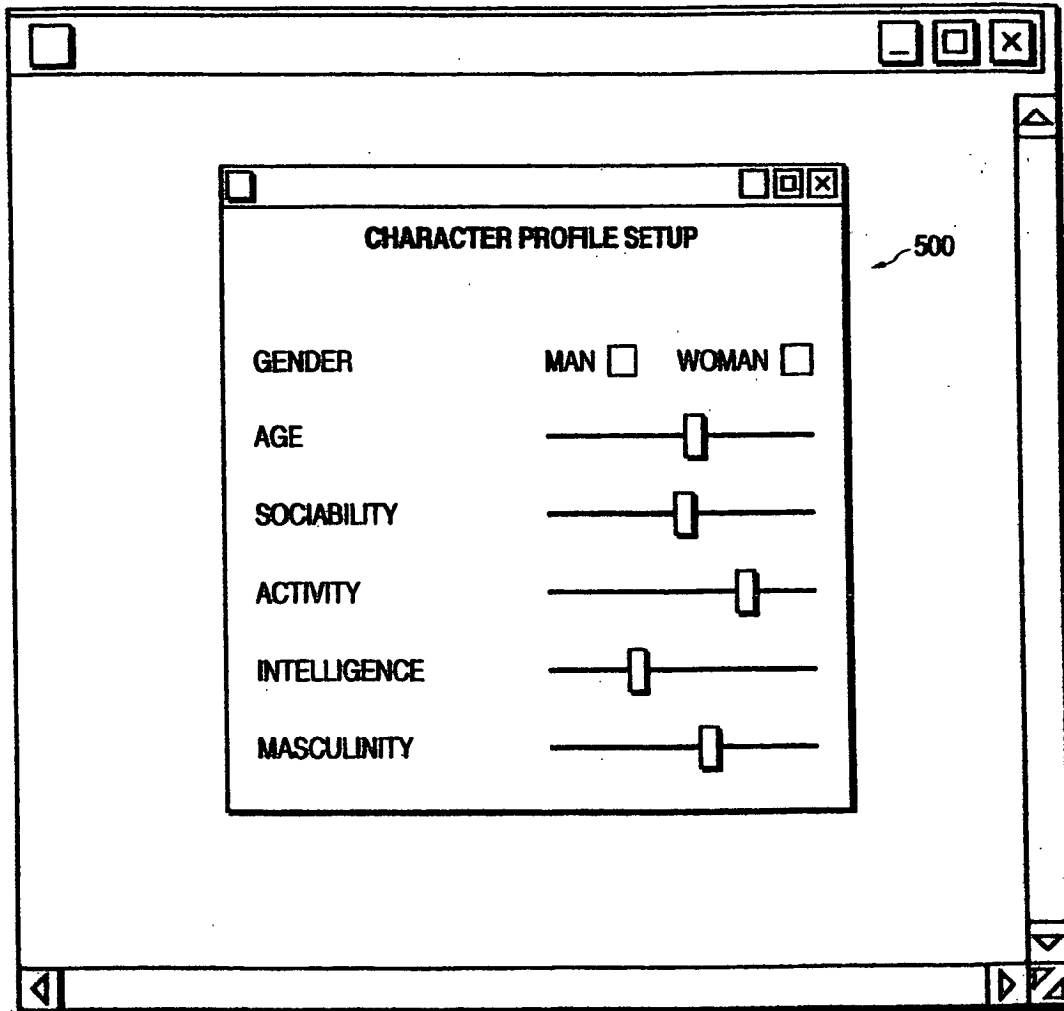 CHARACTER PROFILE SETUP
500
GENDER MAN WOMAN
AGE
SOCIABILITY
ACTIVITY
INTELLIGENCE
MASCULINITY